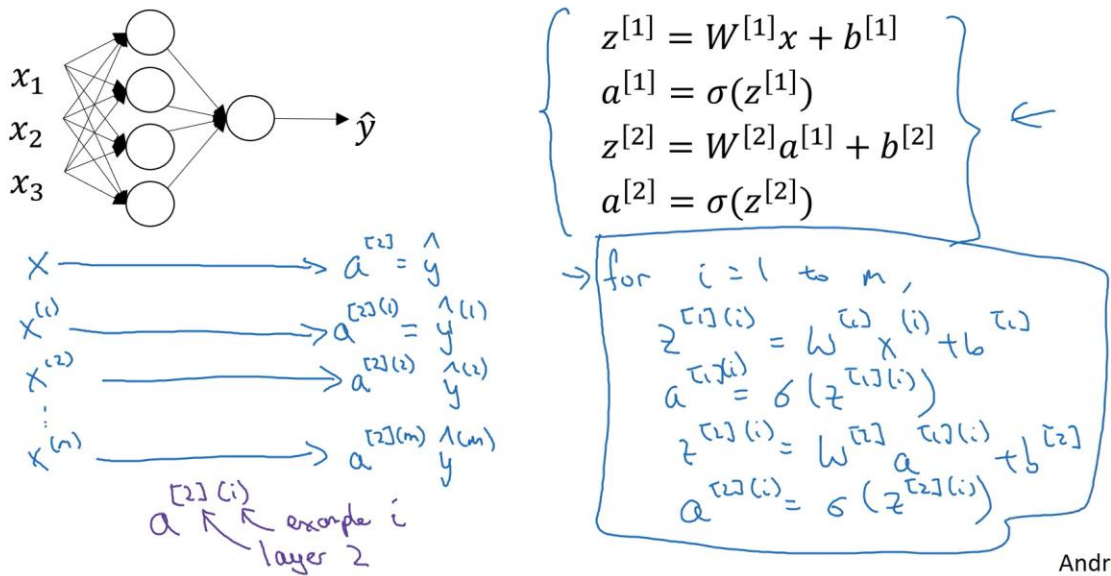 x₁
x₂
x₃
ŷ
z^[1] = W^[1]x + b^[1]
a^[1] = σ(z^[1])
z^[2] = W^[2]a^[1] + b^[2]
a^[2] = σ(z^[2])
←
x → a^[2] = ŷ
x^(1) → a^[2](1) = ŷ^(1)
x^(2) → a^[2](2) ŷ^(2)
⋮
x^(m) → a^[2](m) ŷ^(m)
a^[2](i) ← example i
layer 2
→ for i = 1 to m,
z^[1](i) = W^[1] x^(i) + b^[1]
a^[1](i) = σ(z^[1](i))
z^[2](i) = W^[2] a^[1](i) + b^[2]
a^[2](i) = σ(z^[2](i))
Andr